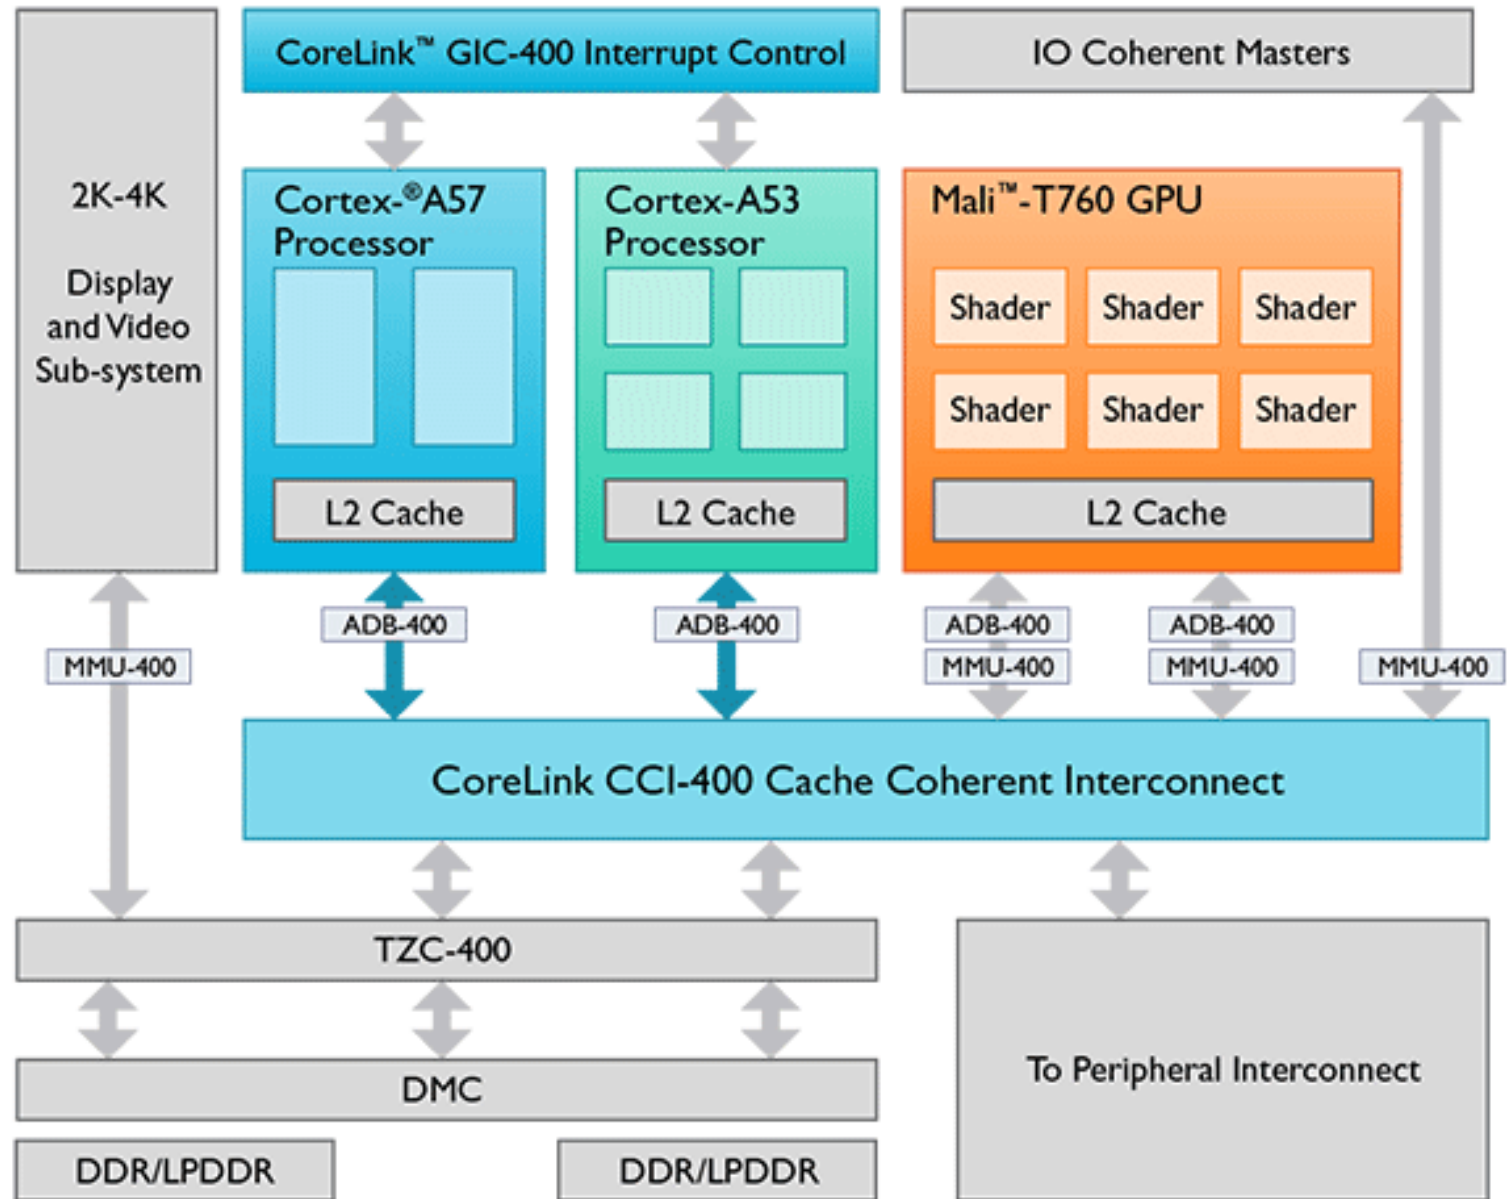 CoreLink™ GIC-400 Interrupt Control
IO Coherent Masters
2K-4K
Display
and Video
Sub-system
Cortex-®A57
Processor
L2 Cache
Cortex-A53
Processor
L2 Cache
Mali™-T760 GPU
Shader
Shader
Shader
Shader
Shader
Shader
L2 Cache
ADB-400
ADB-400
ADB-400
ADB-400
MMU-400
MMU-400
MMU-400
MMU-400
CoreLink CCI-400 Cache Coherent Interconnect
TZC-400
DMC
To Peripheral Interconnect
DDR/LPDDR
DDR/LPDDR